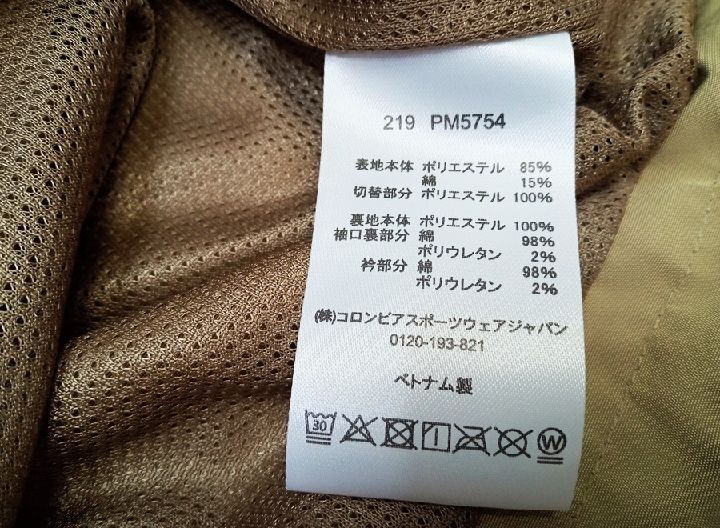 219 PM5754
表地本体 ポリエステル 85%
綿 15%
切替部分 ポリエステル 100%
裏地本体 ポリエステル 100%
袖口裏部分 綿 98%
ポリウレタン 2%
衿部分 綿 98%
ポリウレタン 2%
(株)コロンビアスポーツウェアジャパン
0120-193-821
ベトナム製
30 W